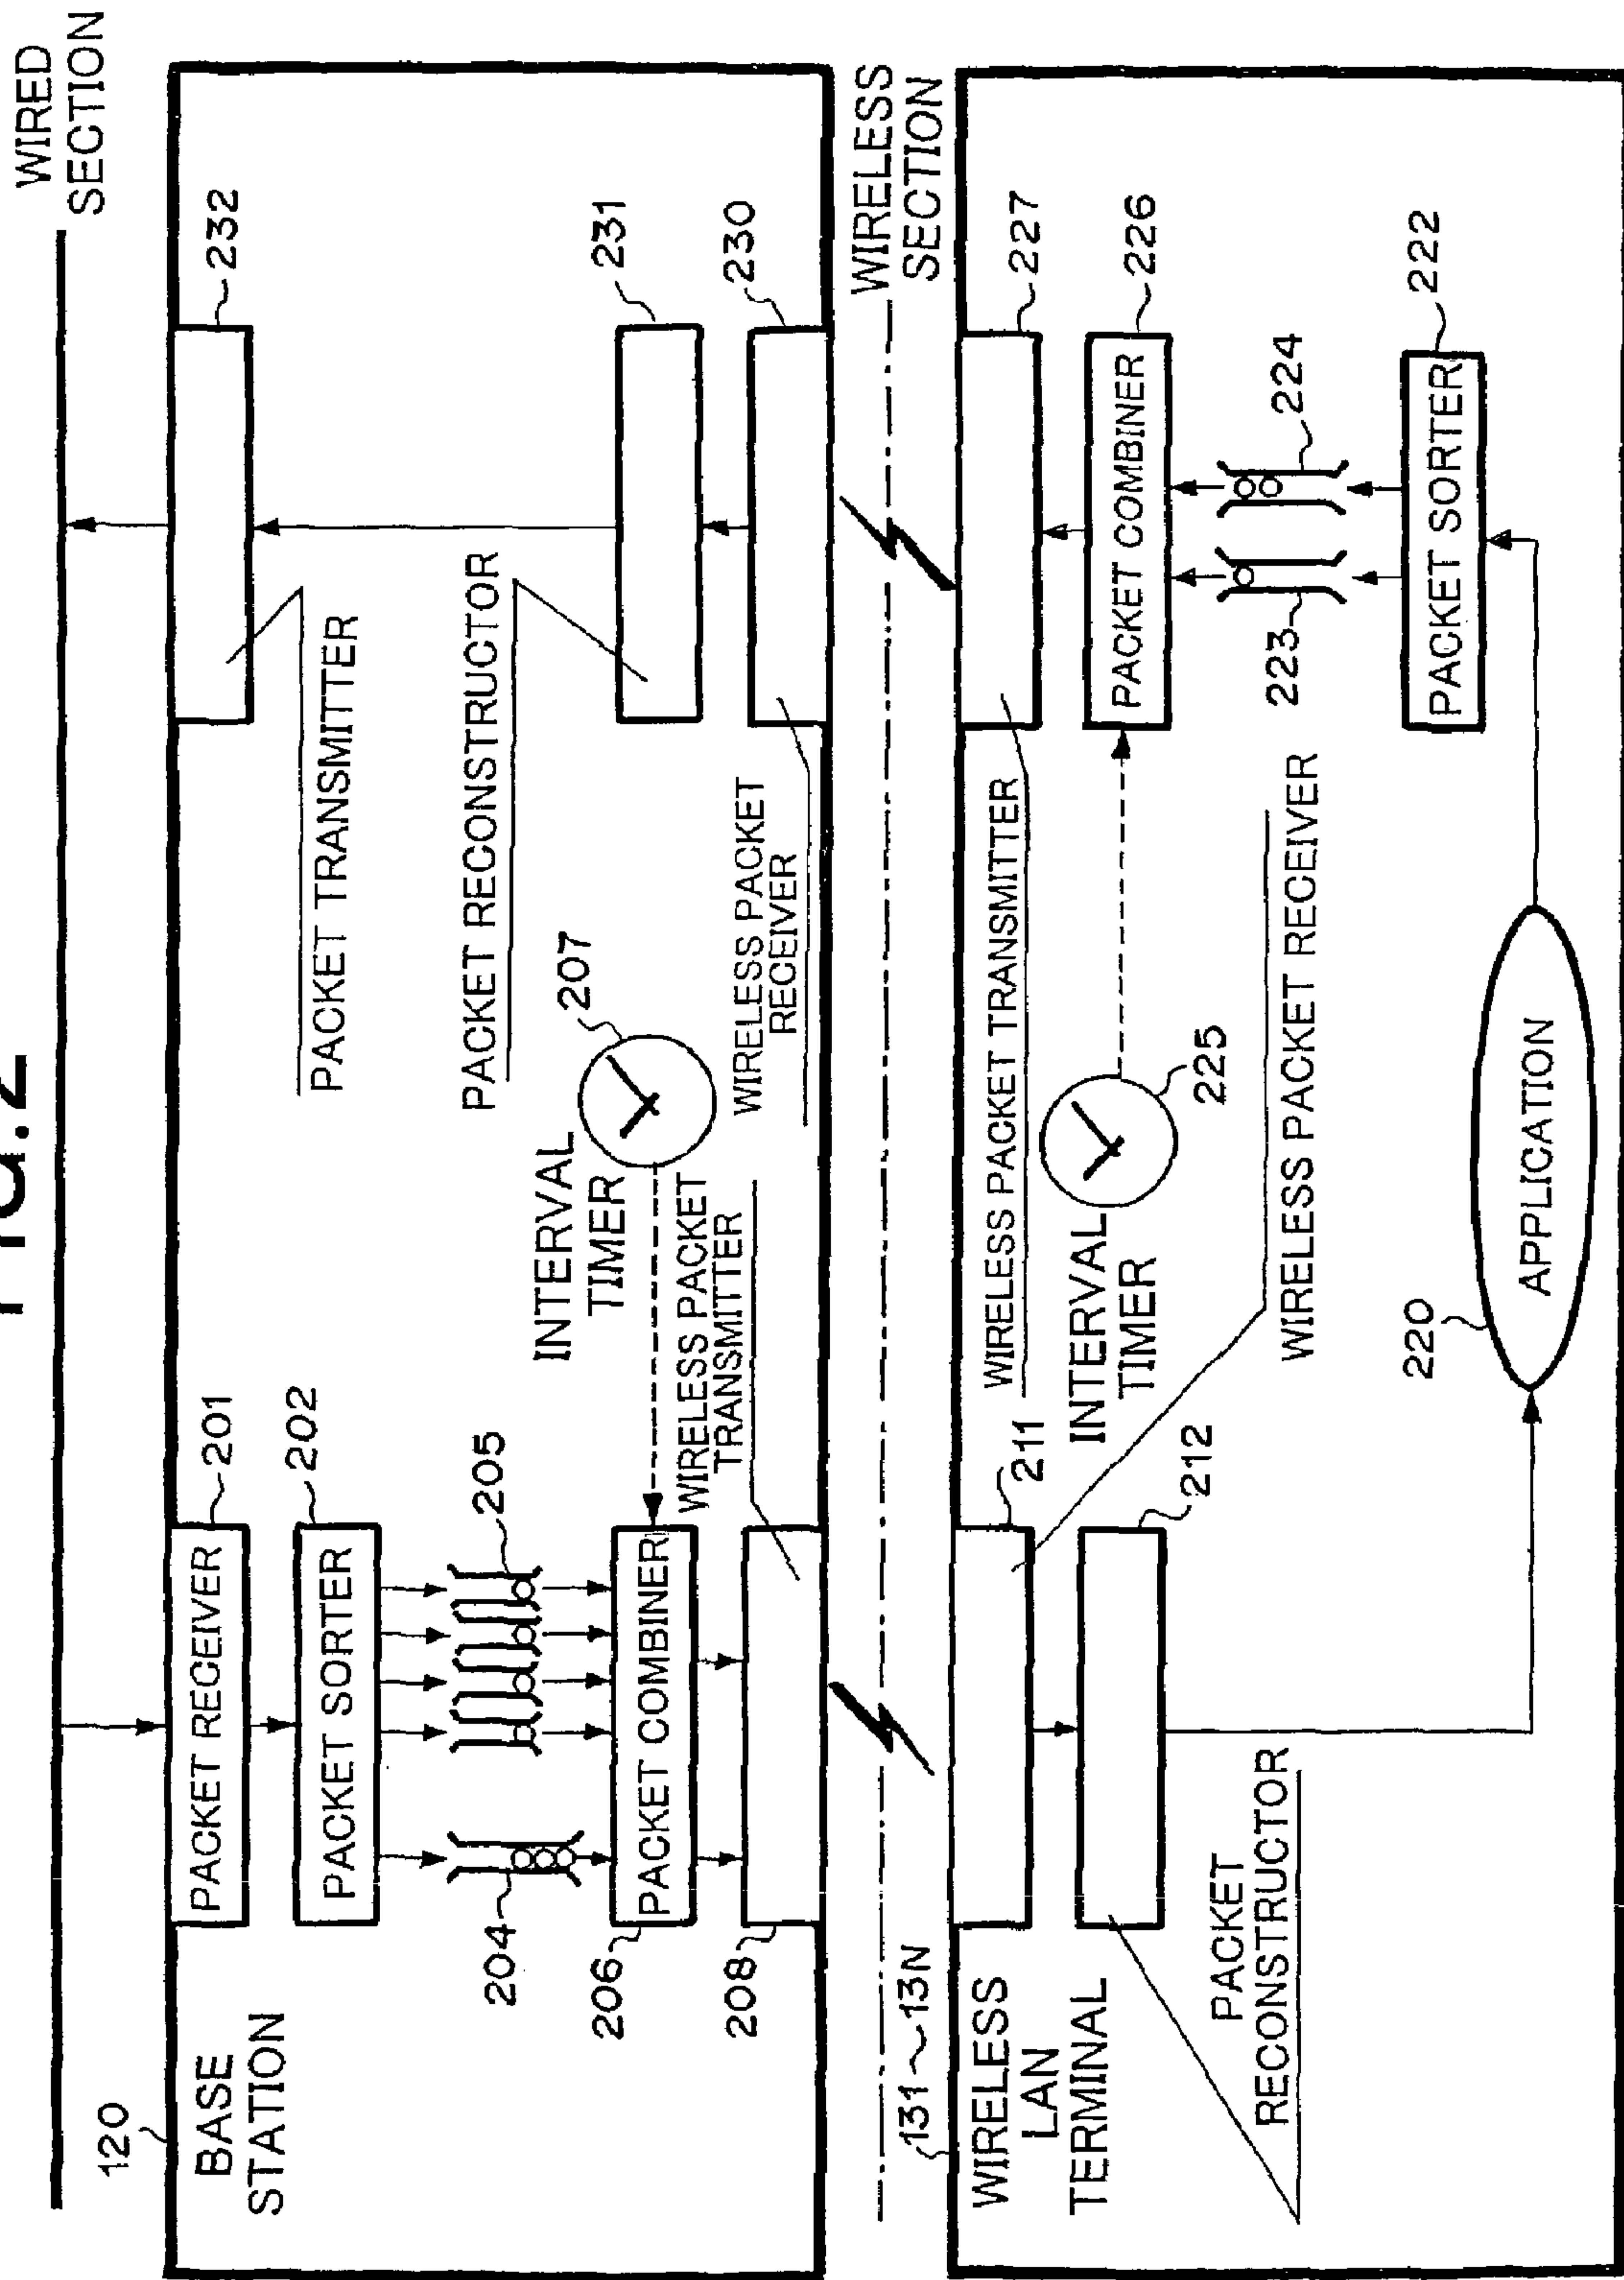 FIG.2
WIRED
SECTION
120
BASE
STATION
PACKET RECEIVER
201
232
PACKET TRANSMITTER
PACKET SORTER
202
204
205
PACKET RECONSTRUCTOR
231
INTERVAL
TIMER
207
206
PACKET COMBINER
WIRELESS PACKET
TRANSMITTER
WIRELESS PACKET
RECEIVER
230
208
WIRELESS
SECTION
131~13N
WIRELESS
LAN
TERMINAL
211
WIRELESS PACKET TRANSMITTER
227
INTERVAL
TIMER
225
PACKET COMBINER
226
212
PACKET
RECONSTRUCTOR
WIRELESS PACKET RECEIVER
223
224
220
APPLICATION
PACKET SORTER
222